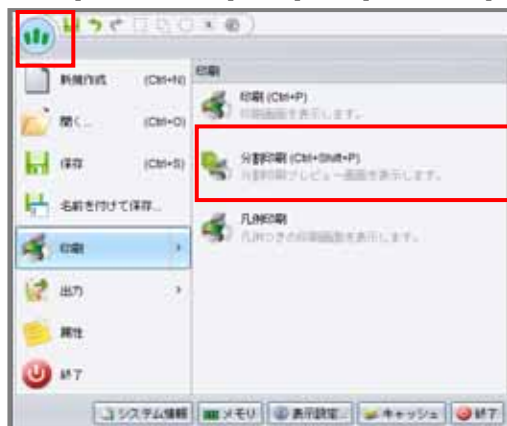 新規作成 (Ctrl+N)
開く... (Ctrl+O)
保存 (Ctrl+S)
名前を付けて保存...
印刷
出力
属性
終了
印刷
印刷 (Ctrl+P)
印刷画面を表示します。
分割印刷 (Ctrl+Shift+P)
分割印刷プレビュー画面を表示します。
凡例印刷
凡例つきの印刷画面を表示します。
システム情報 メモリ 表示設定... キャッシュ 終了